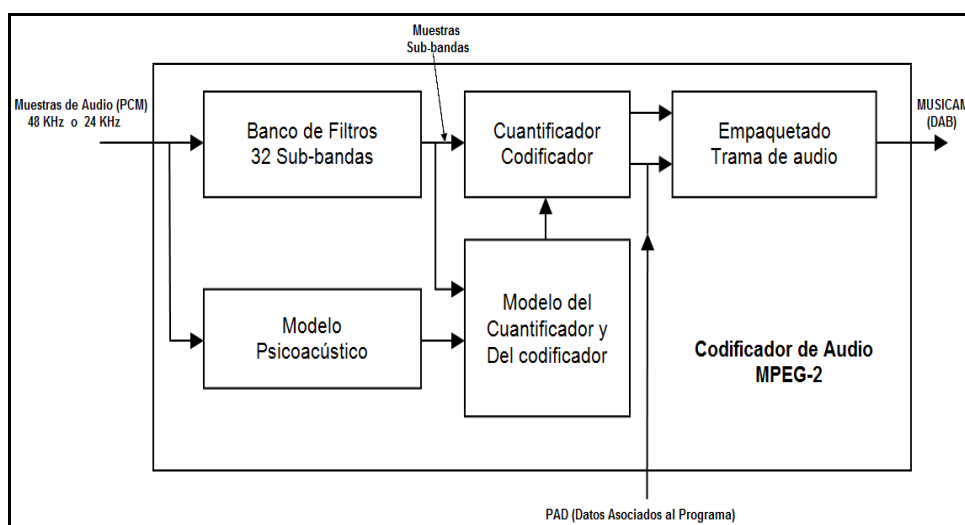 Muestras
Sub-bandas
Muestras de Audio (PCM)
48 KHz o 24 KHz
Banco de Filtros
32 Sub-bandas
Cuantificador
Codificador
Empaquetado
Trama de audio
MUSICAM
(DAB)
Modelo
Psicoacústico
Modelo del
Cuantificador y
Del codificador
Codificador de Audio
MPEG-2
PAD (Datos Asociados al Programa)